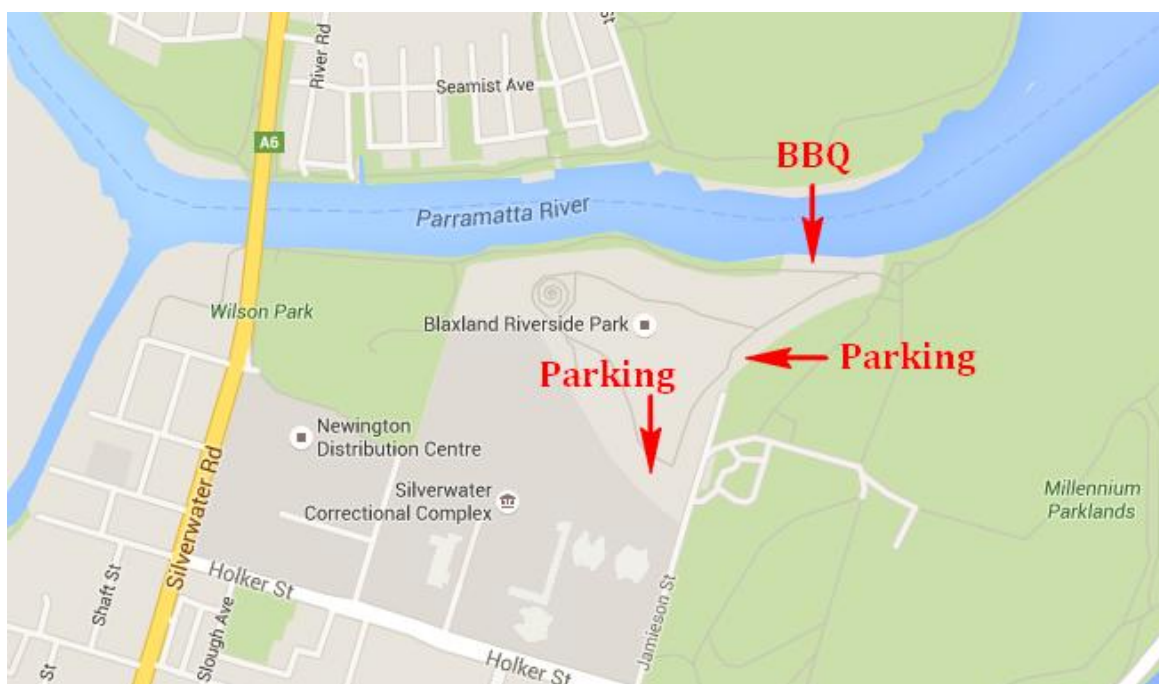 River Rd
Seamist Ave
A6
BBQ
Parramatta River
Wilson Park
Blaxland Riverside Park
Parking
Parking
Newington
Distribution Centre
Silverwater
Correctional Complex
Millennium
Parklands
Silverwater Rd
Holker St
Shaft St
Slough Ave
Jamieson St
Holker St
St